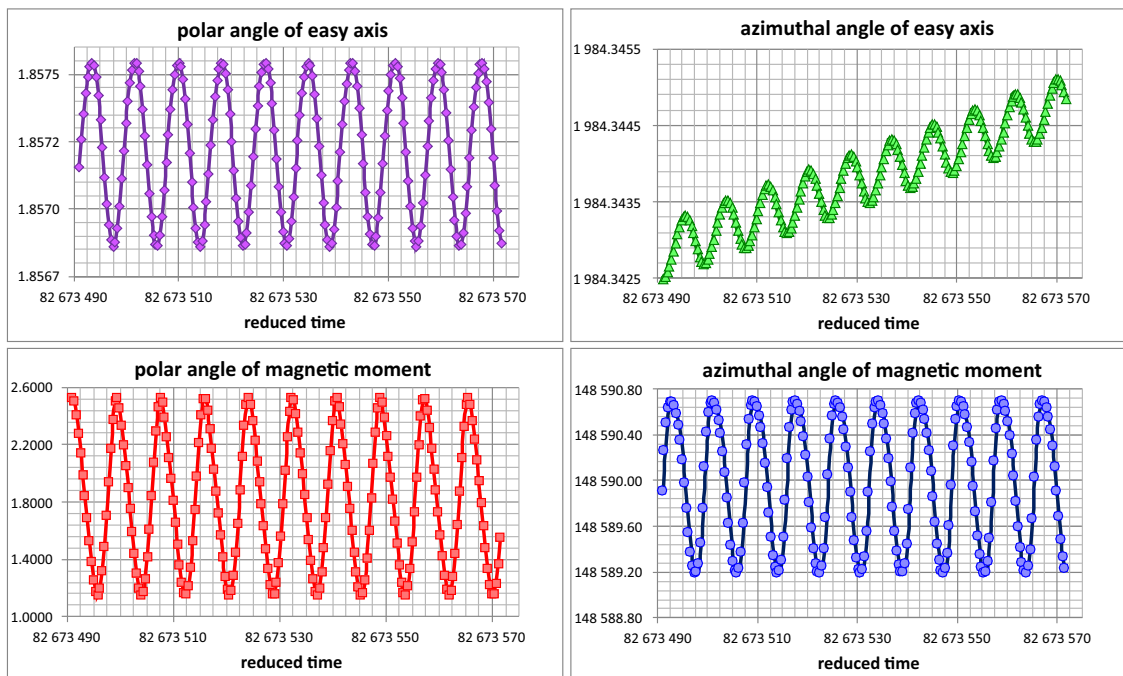 polar angle of easy axis
1.8575
1.8572
1.8570
1.8567
82 673 490 82 673 510 82 673 530 82 673 550 82 673 570
reduced time
azimuthal angle of easy axis
1 984.3455
1 984.3445
1 984.3435
1 984.3425
82 673 490 82 673 510 82 673 530 82 673 550 82 673 570
reduced time
polar angle of magnetic moment
2.6000
2.2000
1.8000
1.4000
1.0000
82 673 490 82 673 510 82 673 530 82 673 550 82 673 570
reduced time
azimuthal angle of magnetic moment
148 590.80
148 590.40
148 590.00
148 589.60
148 589.20
148 588.80
82 673 490 82 673 510 82 673 530 82 673 550 82 673 570
reduced time